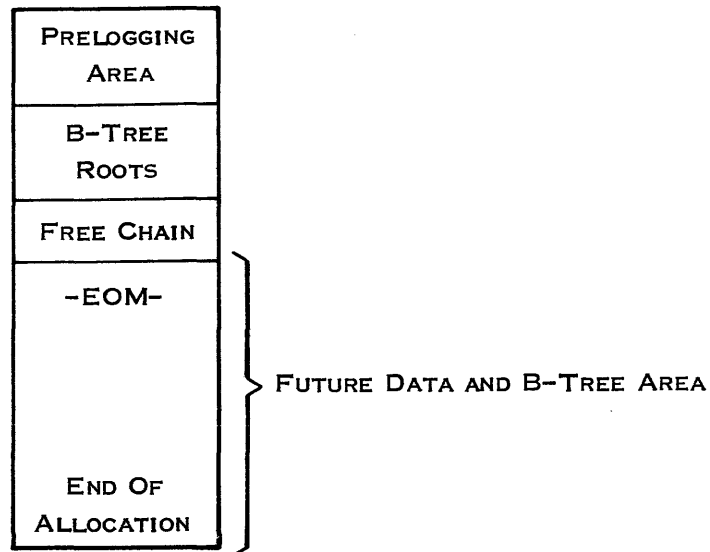 PRELOGGING
AREA
B-TREE
ROOTS
FREE CHAIN
-EOM-
FUTURE DATA AND B-TREE AREA
END OF
ALLOCATION